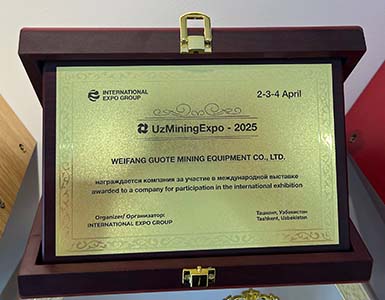 INTERNATIONAL
EXPO GROUP
2-3-4 April
UzMiningExpo - 2025
WEIFANG GUOTE MINING EQUIPMENT CO., LTD.
награждается компания за участие в международной выставке
awarded to a company for participation in the international exhibition
Organizer/ Организатор:
INTERNATIONAL EXPO GROUP
Ташкент, Узбекистан
Tashkent, Uzbekistan